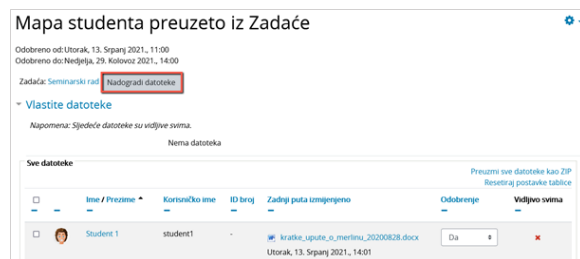 Mapa studenta preuzeto iz Zadaće
Odobreno od: Utorak, 13. Srpanj 2021., 11:00
Odobreno do: Nedjelja, 29. Kolovoz 2021., 14:00
Zadaća: Seminarski rad Nadogradi datoteke
Vlastite datoteke
Napomena: Sljedeće datoteke su vidljive svima.
Nema datoteka
Sve datoteke
Preuzmi sve datoteke kao ZIP
Resetiraj postavke tablice
Ime / Prezime Korisničko ime ID broj Zadnji puta izmijenjeno Odobrenje Vidljivo svima
Student 1 student1 - kratke_upute_o_merlinu_20200828.docx Da
Utorak, 13. Srpanj 2021., 14:01